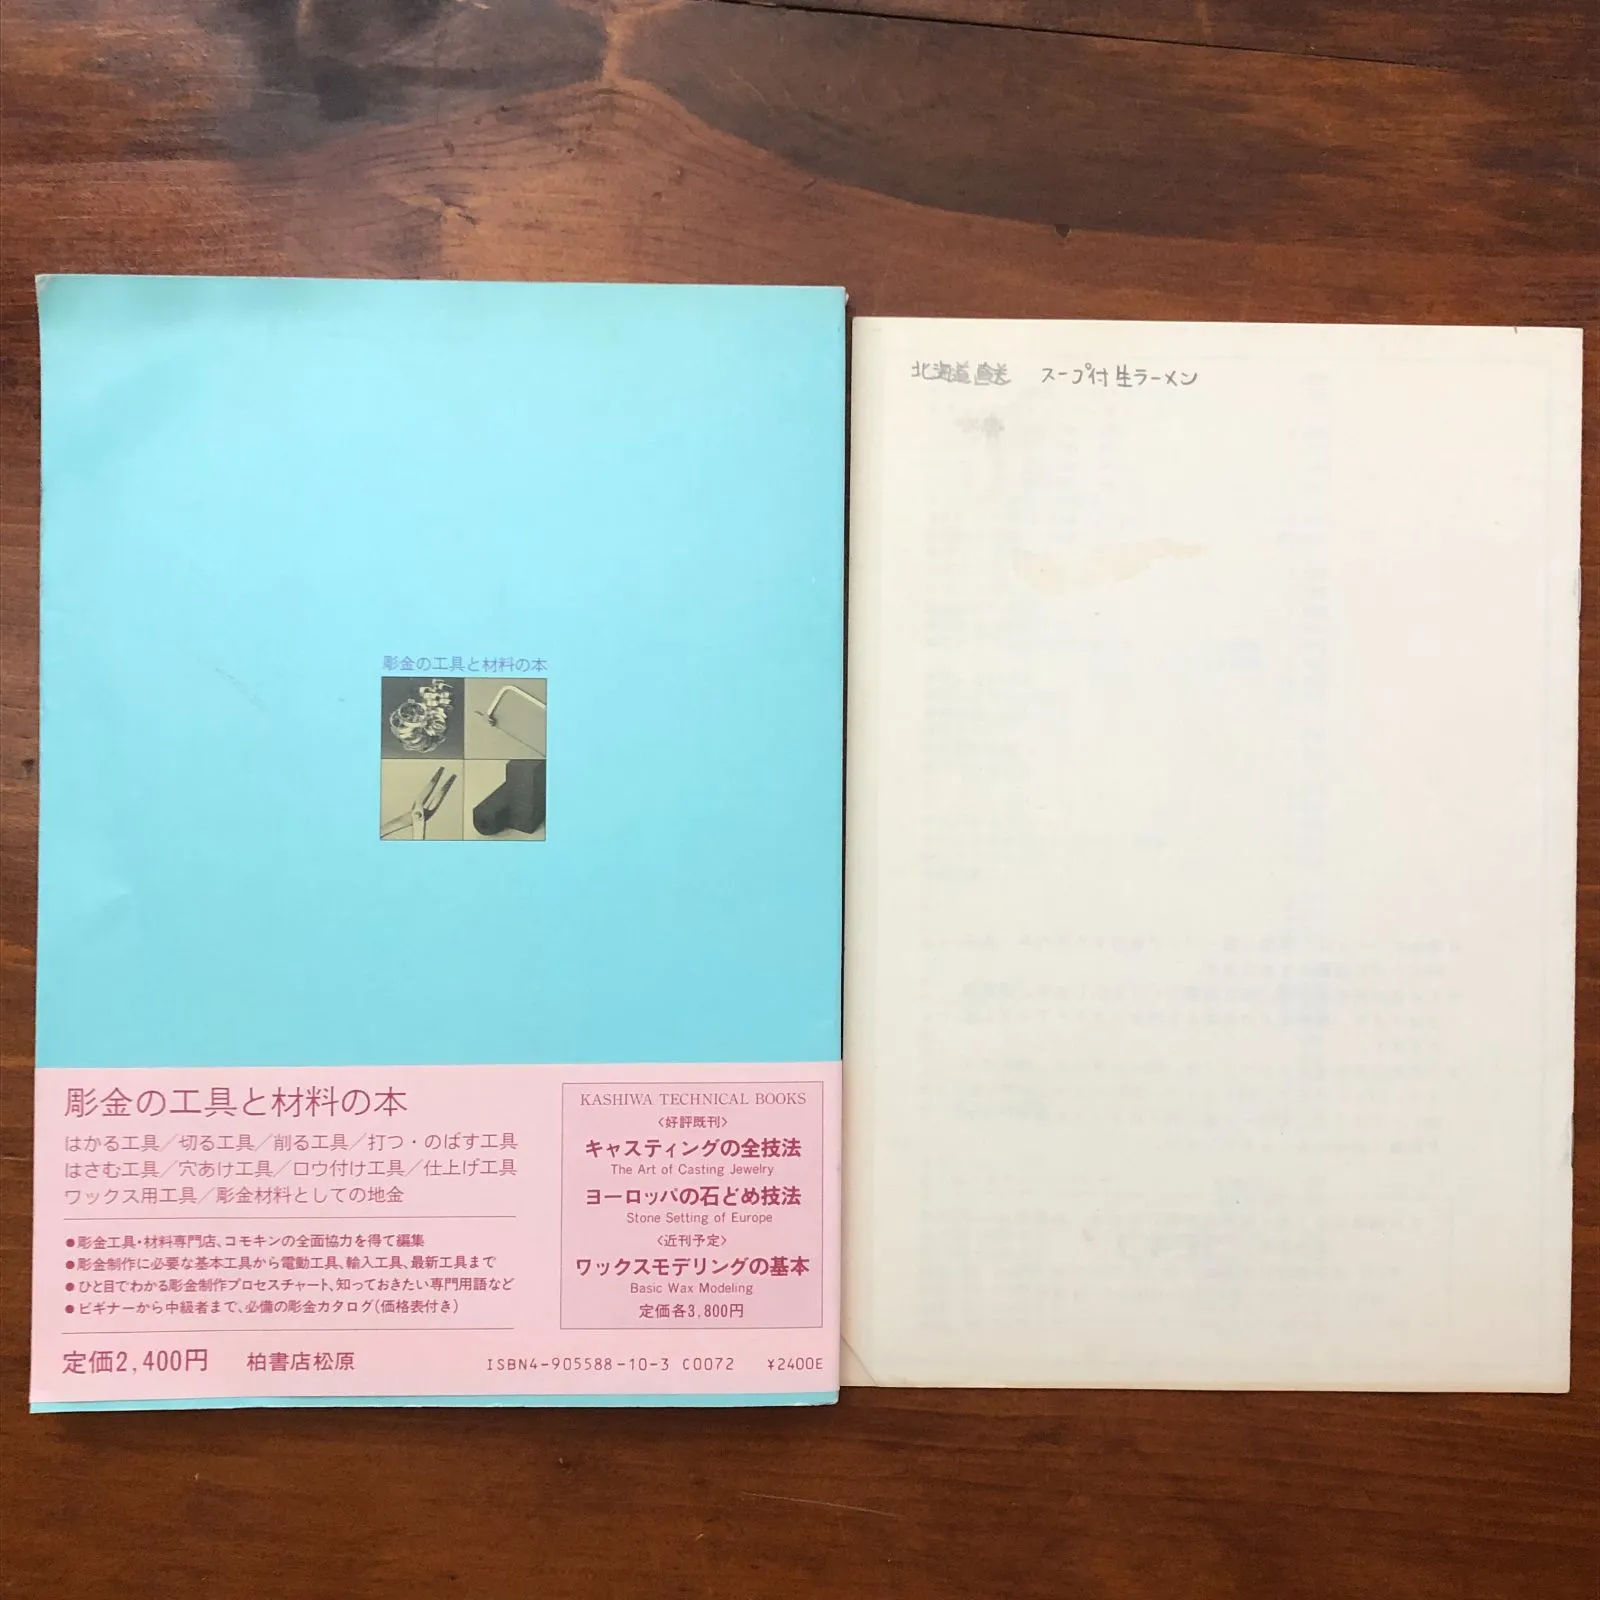 彫金の工具と材料の本
彫金の工具と材料の本
はかる工具／切る工具／削る工具／打つ・のばす工具
はさむ工具／穴あけ工具／ロウ付け工具／仕上げ工具
ワックス用工具／彫金材料としての地金
●彫金工具・材料専門店、コモキンの全面協力を得て編集
●彫金制作に必要な基本工具から電動工具、輸入工具、最新工具まで
●ひと目でわかる彫金制作プロセスチャート、知っておきたい専門用語など
●ビギナーから中級者まで、必備の彫金カタログ(価格表付き)
定価2,400円 柏書店松原
ISBN4-905588-10-3 C0072 ¥2400E
KASHIWA TECHNICAL BOOKS
〈好評既刊〉
キャスティングの全技法
The Art of Casting Jewelry
ヨーロッパの石どめ技法
Stone Setting of Europe
〈近刊予定〉
ワックスモデリングの基本
Basic Wax Modeling
定価各3,800円
北海道直送 スープ付生ラーメン